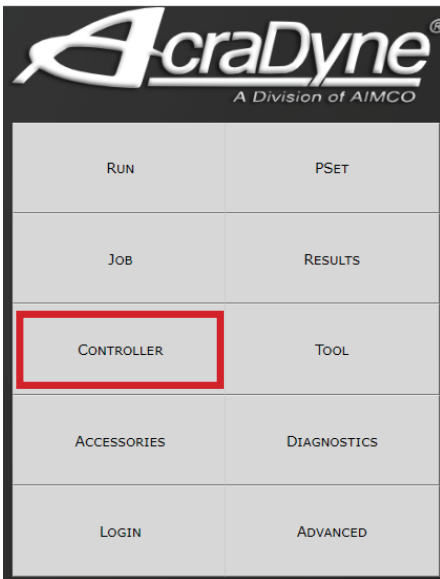 AcraDyne®
A Division of AIMCO
RUN PSET
JOB RESULTS
CONTROLLER TOOL
ACCESSORIES DIAGNOSTICS
LOGIN ADVANCED